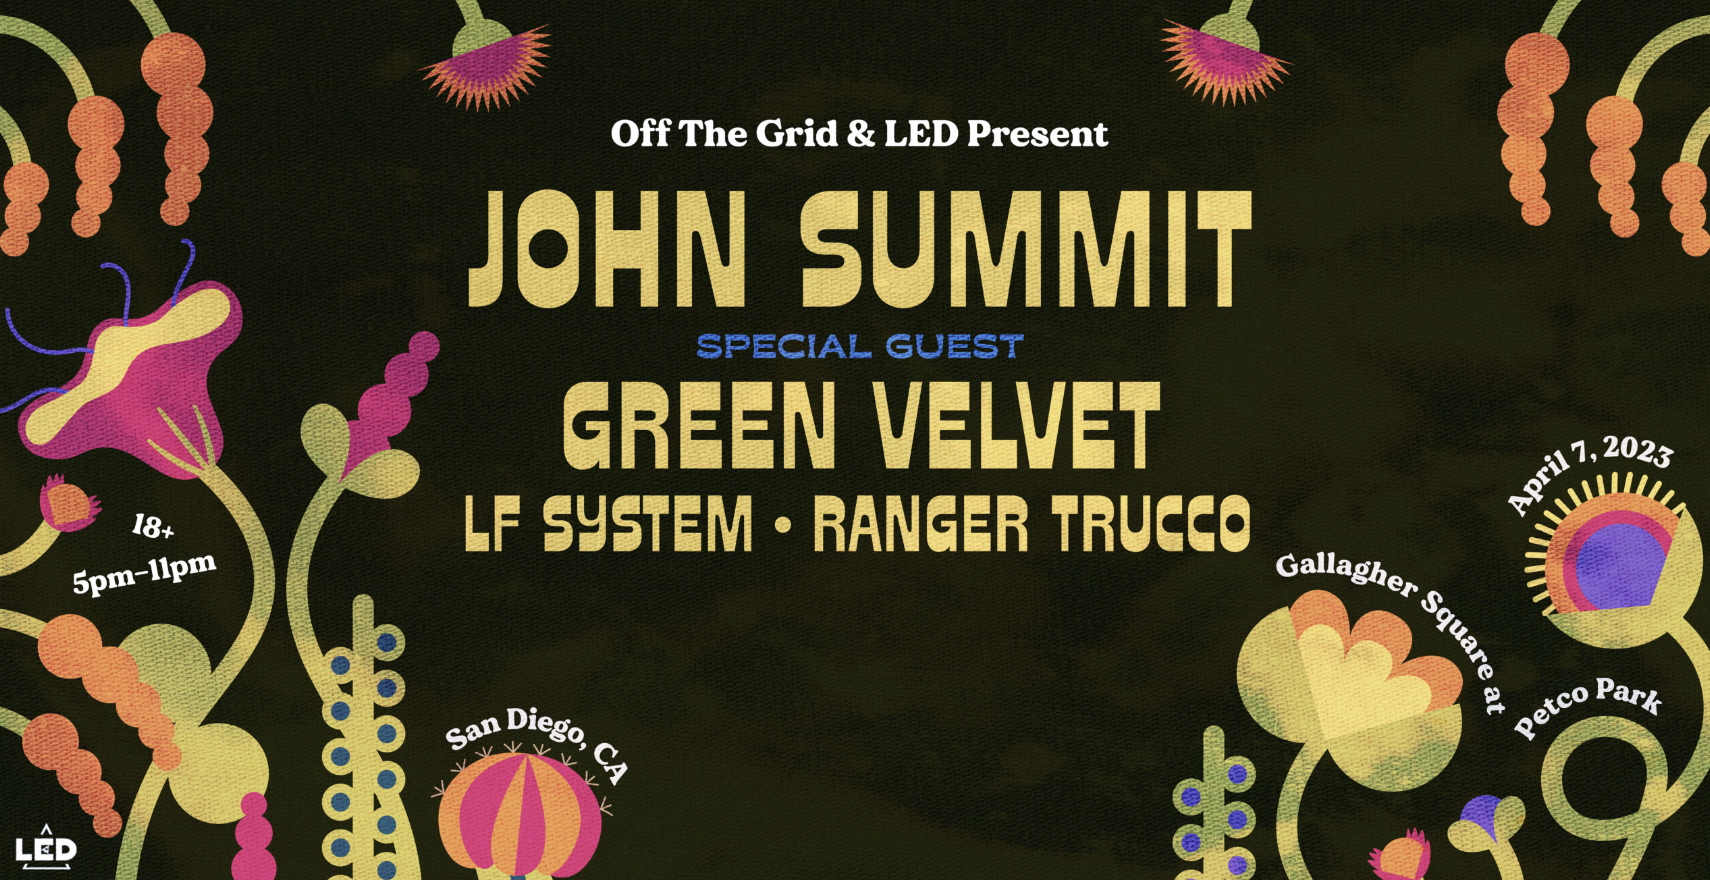 Off The Grid & LED Present
JOHN SUMMIT
SPECIAL GUEST
GREEN VELVET
LF SYSTEM • RANGER TRUCCO
18+
5pm–11pm
April 7, 2023
Gallagher Square at
Petco Park
San Diego, CA
LED